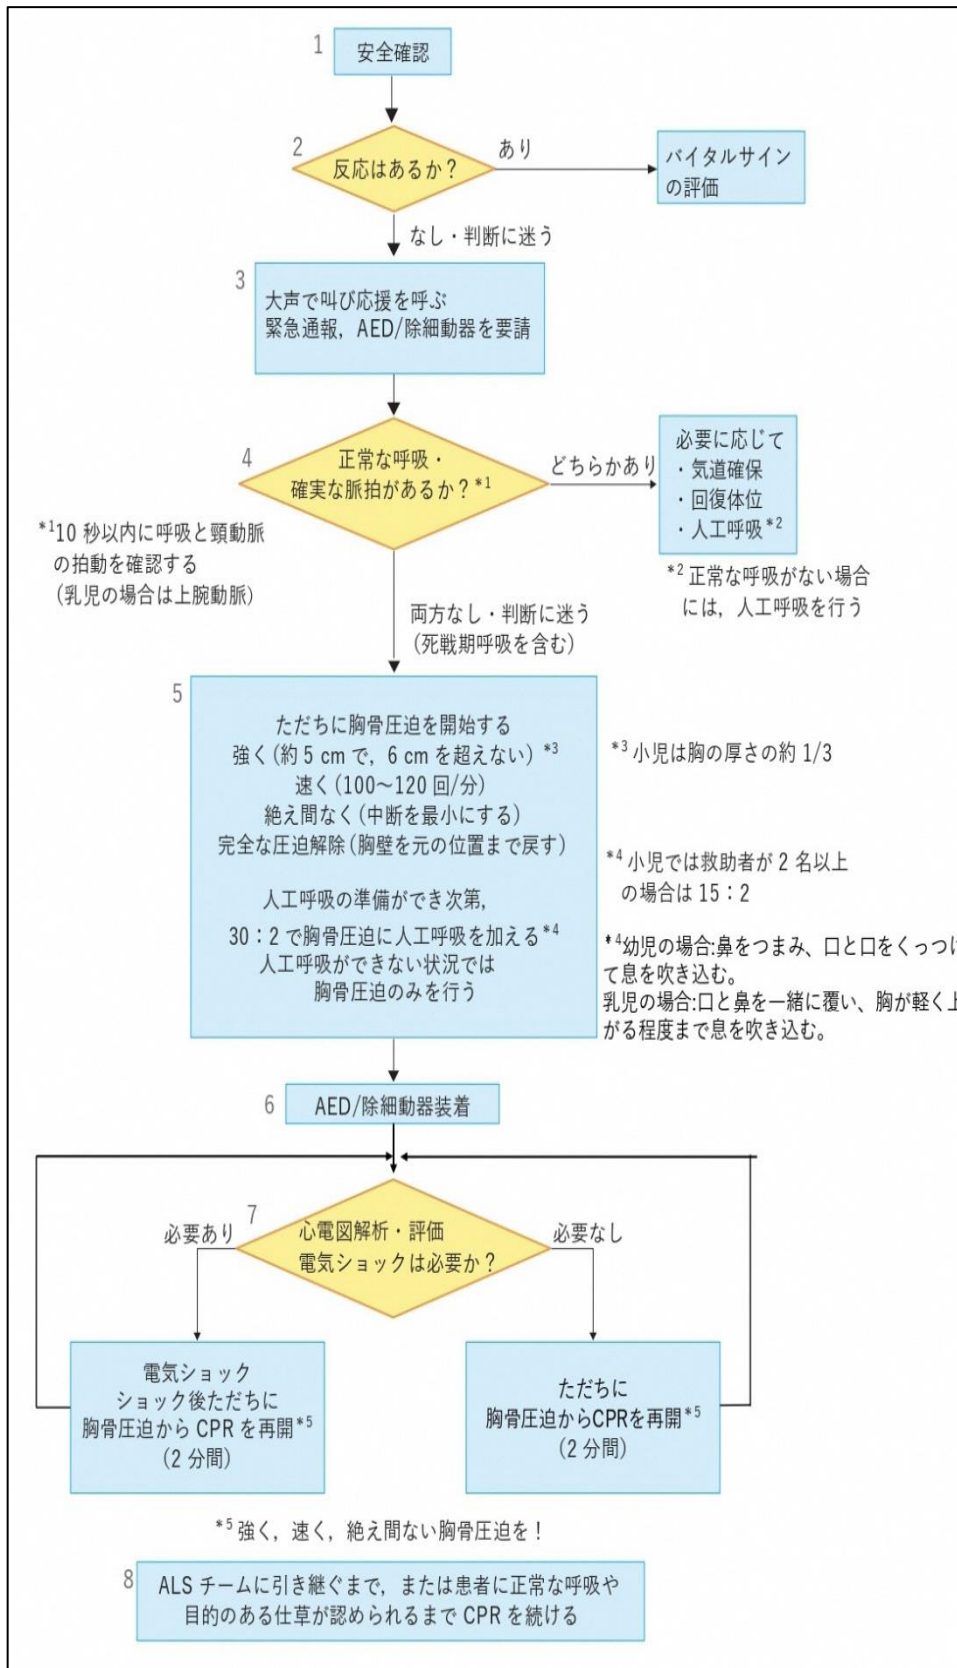 1
安全確認
2
反応はあるか？
あり
バイタルサイン
の評価
なし・判断に迷う
3
大声で叫び応援を呼ぶ
緊急通報，AED/除細動器を要請
4
正常な呼吸・
確実な脈拍があるか？*1
どちらかあり
必要に応じて
・気道確保
・回復体位
・人工呼吸*2
*1 10 秒以内に呼吸と頸動脈
の拍動を確認する
(乳児の場合は上腕動脈)
*2 正常な呼吸がない場合
には，人工呼吸を行う
両方なし・判断に迷う
(死戦期呼吸を含む)
5
ただちに胸骨圧迫を開始する
強く(約 5 cm で，6 cm を超えない) *3
速く(100～120 回/分)
絶え間なく(中断を最小にする)
完全な圧迫解除(胸壁を元の位置まで戻す)
人工呼吸の準備ができ次第，
30：2 で胸骨圧迫に人工呼吸を加える*4
人工呼吸ができない状況では
胸骨圧迫のみを行う
*3 小児は胸の厚さの約 1/3
*4 小児では救助者が 2 名以上
の場合は 15：2
*4幼児の場合:鼻をつまみ、口と口をくっつけ
て息を吹き込む。
乳児の場合:口と鼻を一緒に覆い、胸が軽く上
がる程度まで息を吹き込む。
6
AED/除細動器装着
7
心電図解析・評価
電気ショックは必要か？
必要あり
必要なし
電気ショック
ショック後ただちに
胸骨圧迫から CPR を再開*5
(2 分間)
ただちに
胸骨圧迫からCPRを再開*5
(2 分間)
*5 強く，速く，絶え間ない胸骨圧迫を！
8
ALS チームに引き継ぐまで，または患者に正常な呼吸や
目的のある仕草が認められるまで CPR を続ける